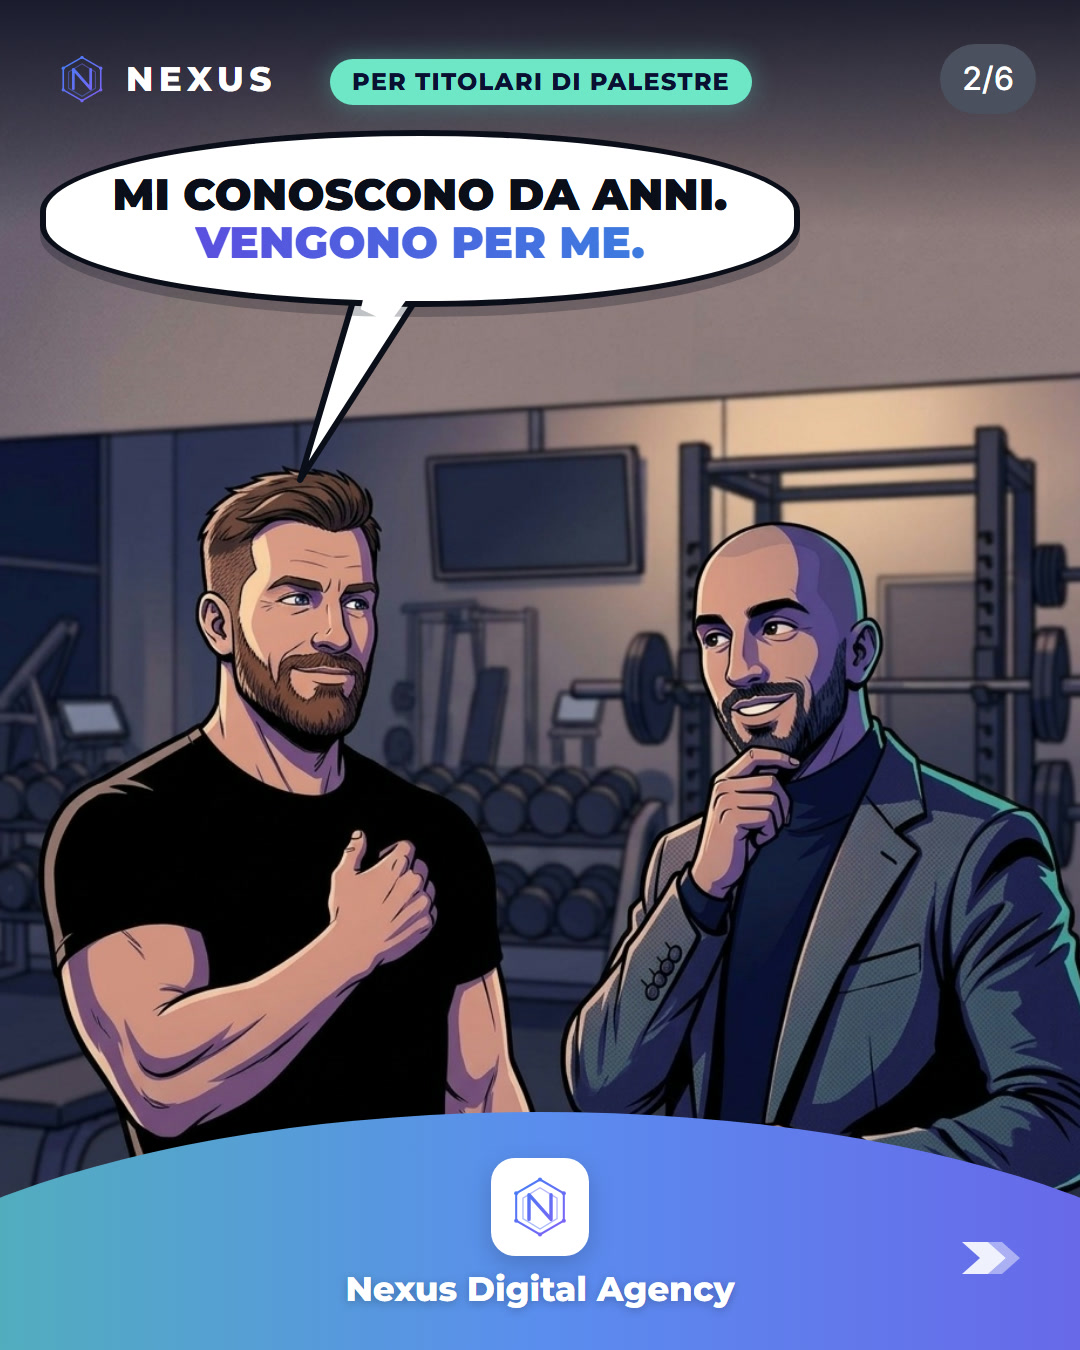 NEXUS
PER TITOLARI DI PALESTRE
2/6
MI CONOSCONO DA ANNI.
VENGONO PER ME.
N
Nexus Digital Agency